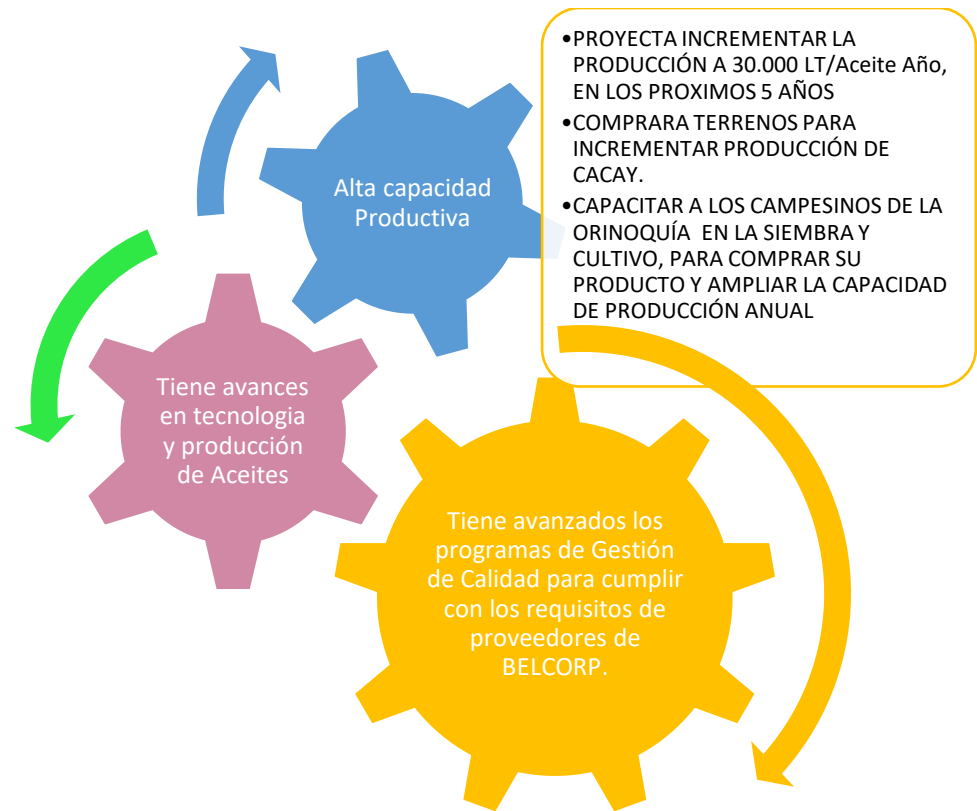 •PROYECTA INCREMENTAR LA
PRODUCCIÓN A 30.000 LT/Aceite Año,
EN LOS PROXIMOS 5 AÑOS
•COMPRARA TERRENOS PARA
INCREMENTAR PRODUCCIÓN DE
CACAY.
•CAPACITAR A LOS CAMPESINOS DE LA
ORINOQUÍA EN LA SIEMBRA Y
CULTIVO, PARA COMPRAR SU
PRODUCTO Y AMPLIAR LA CAPACIDAD
DE PRODUCCIÓN ANUAL
Alta capacidad
Productiva
Tiene avances
en tecnologia
y producción
de Aceites
Tiene avanzados los
programas de Gestión
de Calidad para cumplir
con los requisitos de
proveedores de
BELCORP.